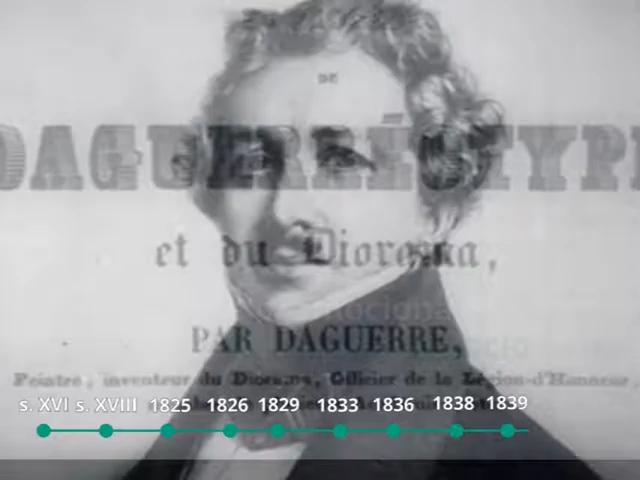 DE
DAGUERRÉOTYPE
et du Diorama,
PAR DAGUERRE,
Peintre, inventeur du Diorama, Officier de la Légion-d'Honneur,
s. XVI s. XVIII 1825 1826 1829 1833 1836 1838 1839